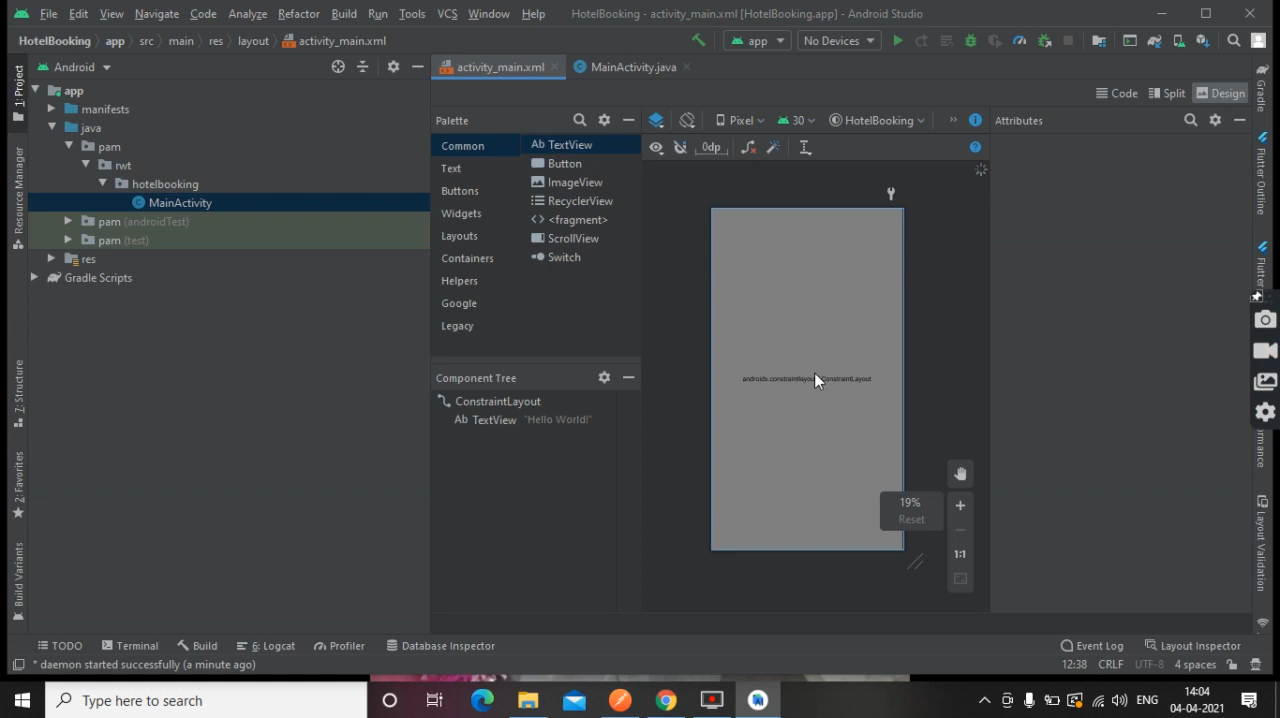 File Edit View Navigate Code Analyze Refactor Build Run Tools VCS Window Help HotelBooking - activity_main.xml [HotelBooking.app] - Android Studio
HotelBooking app src main res layout activity_main.xml app No Devices
1: Project
Android
activity_main.xml MainActivity.java
Code Split Design
app
manifests
java
pam
rwt
hotelbooking
MainActivity
pam (androidTest)
pam (test)
res
Gradle Scripts
Resource Manager
7: Structure
2: Favorites
Build Variants
Palette
Common
Text
Buttons
Widgets
Layouts
Containers
Helpers
Google
Legacy
Ab TextView
Button
ImageView
RecyclerView
<fragment>
ScrollView
Switch
Component Tree
ConstraintLayout
Ab TextView "Hello World!"
Pixel 30 HotelBooking
0dp
19%
Reset
1:1
Attributes
Gradle
Flutter Outline
Layout Validation
TODO Terminal Build 6: Logcat Profiler Database Inspector Event Log Layout Inspector
* daemon started successfully (a minute ago) 12:38 CRLF UTF-8 4 spaces
Type here to search
ENG
14:04
04-04-2021